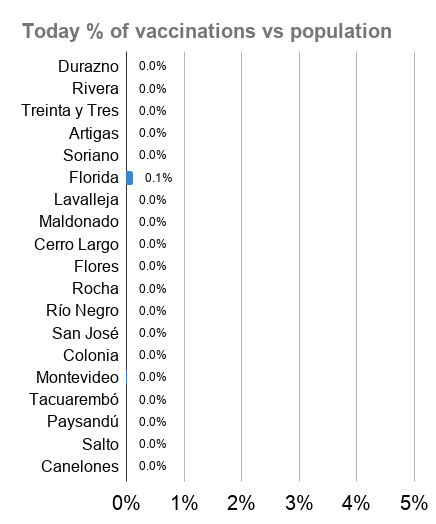 Today % of vaccinations vs population
Durazno 0.0%
Rivera 0.0%
Treinta y Tres 0.0%
Artigas 0.0%
Soriano 0.0%
Florida 0.1%
Lavalleja 0.0%
Maldonado 0.0%
Cerro Largo 0.0%
Flores 0.0%
Rocha 0.0%
Río Negro 0.0%
San José 0.0%
Colonia 0.0%
Montevideo 0.0%
Tacuarembó 0.0%
Paysandú 0.0%
Salto 0.0%
Canelones 0.0%
0% 1% 2% 3% 4% 5%